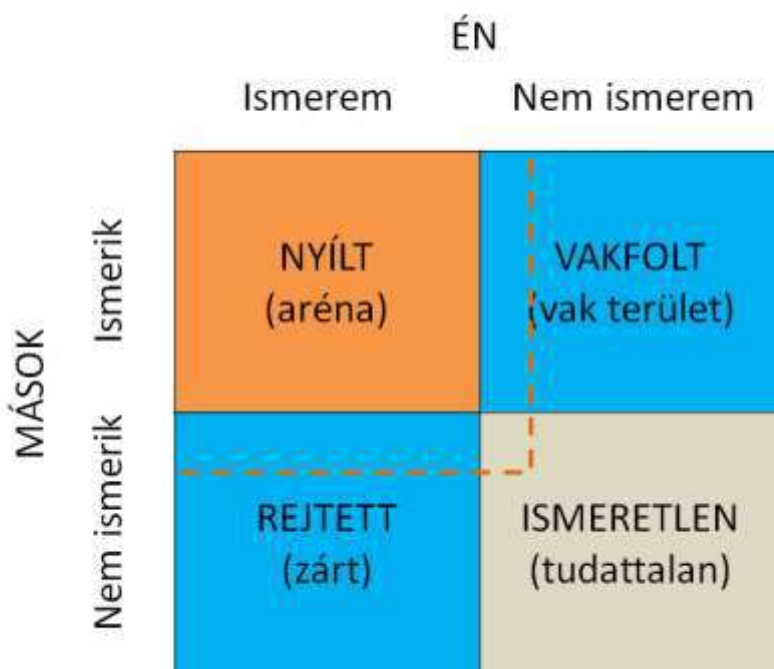 ÉN
Ismerem
Nem ismerem
MÁSOK
Ismerik
NYÍLT
(aréna)
VAKFOLT
(vak terület)
Nem ismerik
REJTETT
(zárt)
ISMERETLEN
(tudattalan)